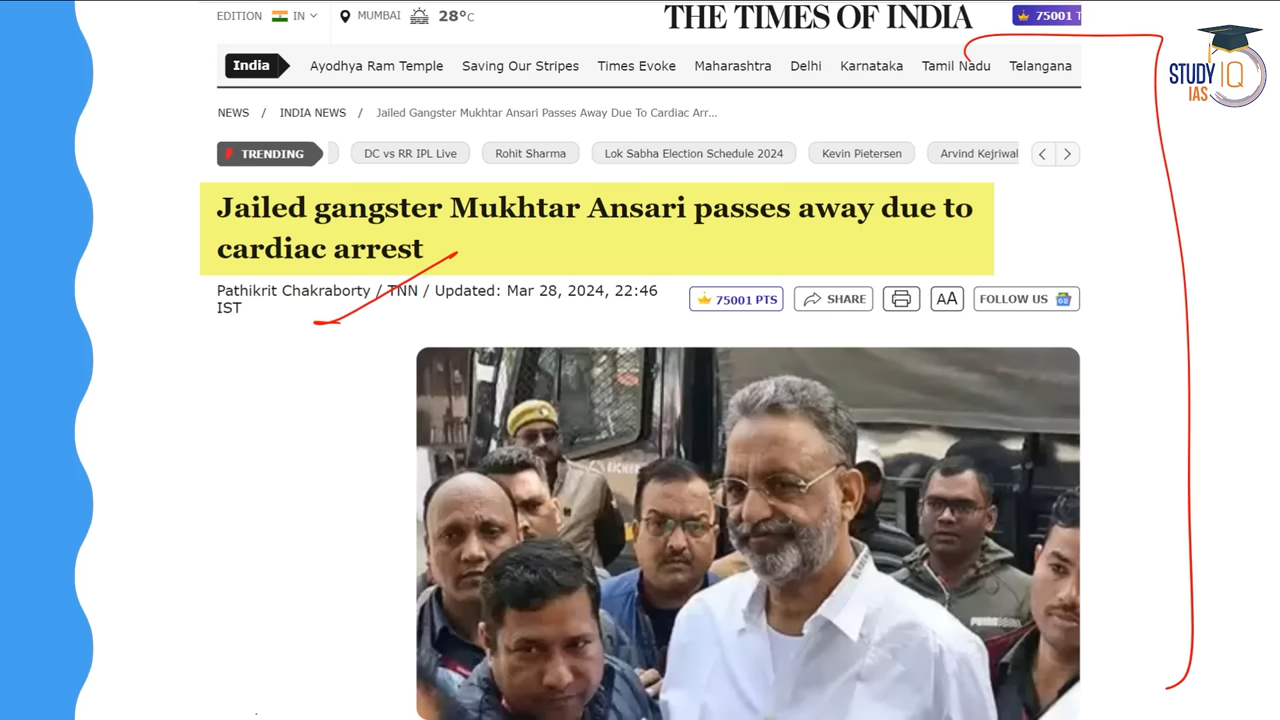 EDITION IN MUMBAI 28°C THE TIMES OF INDIA 75001
STUDY IQ
IAS
India Ayodhya Ram Temple Saving Our Stripes Times Evoke Maharashtra Delhi Karnataka Tamil Nadu Telangana
NEWS / INDIA NEWS / Jailed Gangster Mukhtar Ansari Passes Away Due To Cardiac Arr...
TRENDING DC vs RR IPL Live Rohit Sharma Lok Sabha Election Schedule 2024 Kevin Pietersen Arvind Kejriwal
Jailed gangster Mukhtar Ansari passes away due to
cardiac arrest
Pathikrit Chakraborty / TNN / Updated: Mar 28, 2024, 22:46
IST
75001 PTS SHARE AA FOLLOW US
EICHER